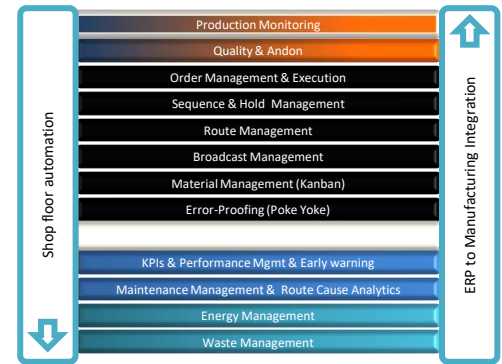 Shop floor automation
Production Monitoring
Quality & Andon
Order Management & Execution
Sequence & Hold Management
Route Management
Broadcast Management
Material Management (Kanban)
Error-Proofing (Poke Yoke)
KPIs & Performance Mgmt & Early warning
Maintenance Management & Route Cause Analytics
Energy Management
Waste Management
ERP to Manufacturing Integration